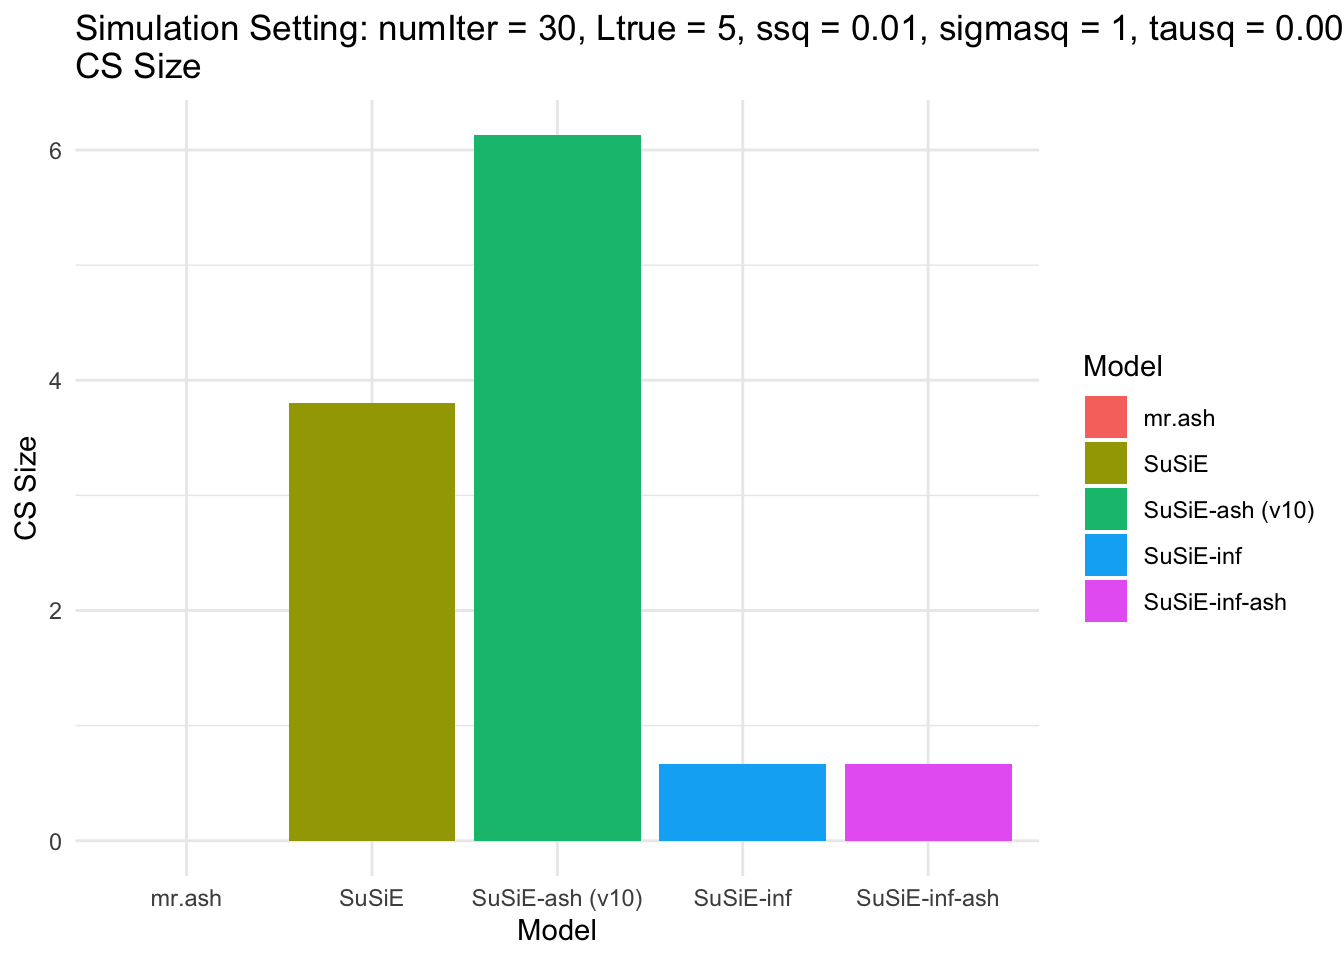 Simulation Setting: numIter = 30, Ltrue = 5, ssq = 0.01, sigmasq = 1, tausq = 0.00
CS Size
6
4
2
0
CS Size
mr.ash
SuSiE
SuSiE-ash (v10)
SuSiE-inf
SuSiE-inf-ash
Model
Model
mr.ash
SuSiE
SuSiE-ash (v10)
SuSiE-inf
SuSiE-inf-ash